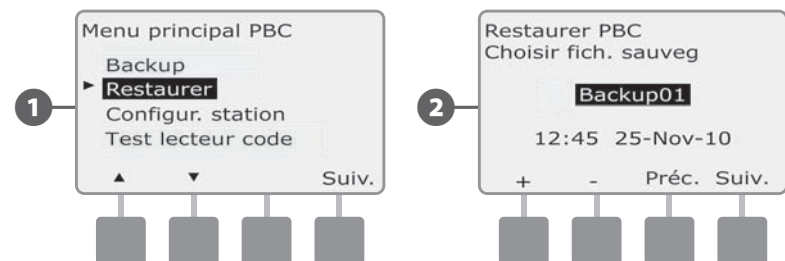 1
Menu principal PBC
Backup
► Restaurer
Configur. station
Test lecteur code
▲ ▼ Suiv.
2
Restaurer PBC
Choisir fich. sauveg
Backup01
12:45 25-Nov-10
+ - Préc. Suiv.